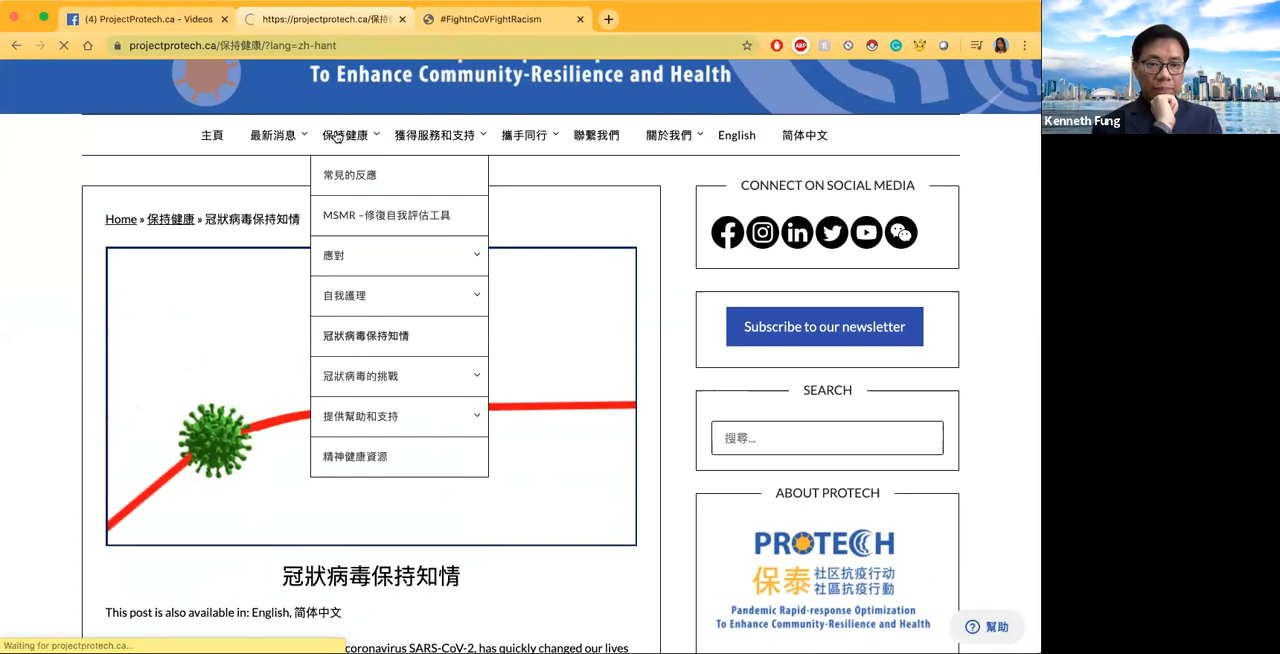 (4) ProjectProtech.ca - Videos
https://projectprotech.ca/保持
#FightnCoVFightRacism
projectprotech.ca/保持健康/?lang=zh-hant
To Enhance Community-Resilience and Health
Kenneth Fung
主頁 最新消息 保持健康 獲得服務和支持 攜手同行 聯繫我們 關於我們 English 简体中文
常見的反應
MSMR –修復自我評估工具
應對
自我護理
冠狀病毒保持知情
冠狀病毒的挑戰
提供幫助和支持
精神健康資源
Home » 保持健康 » 冠狀病毒保持知情
冠狀病毒保持知情
This post is also available in: English, 简体中文
coronavirus SARS-CoV-2, has quickly changed our lives
CONNECT ON SOCIAL MEDIA
Subscribe to our newsletter
SEARCH
搜尋...
ABOUT PROTECH
PROTECH
保泰 社区抗疫行动
社區抗疫行動
Pandemic Rapid-response Optimization
To Enhance Community-Resilience and Health
幫助
Waiting for projectprotech.ca...